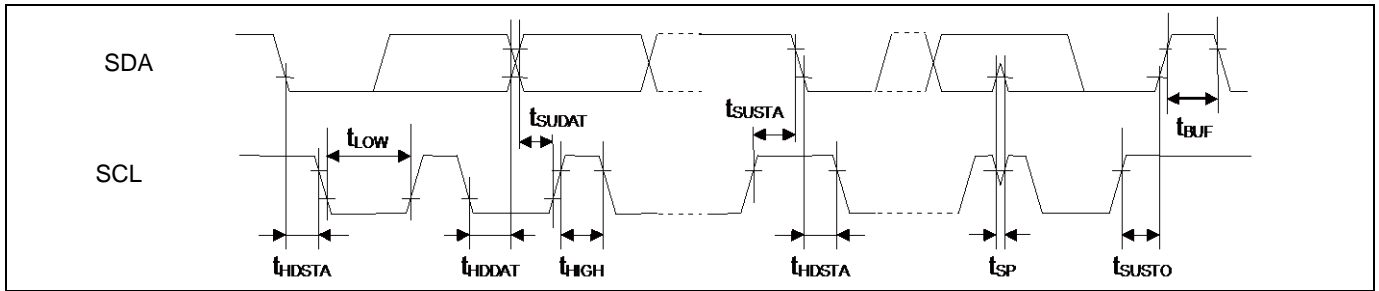 SDA
tSUDAT
tSUSTA
tBUF
tLOW
SCL
tHDSTA
tHDDAT
tHIGH
tHDSTA
tSP
tSUSTO